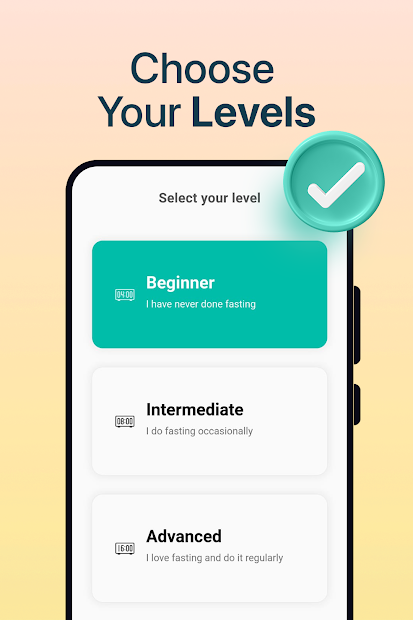 Choose
Your Levels
Select your level
Beginner
04:00
I have never done fasting
Intermediate
08:00
I do fasting occasionally
Advanced
16:00
I love fasting and do it regularly